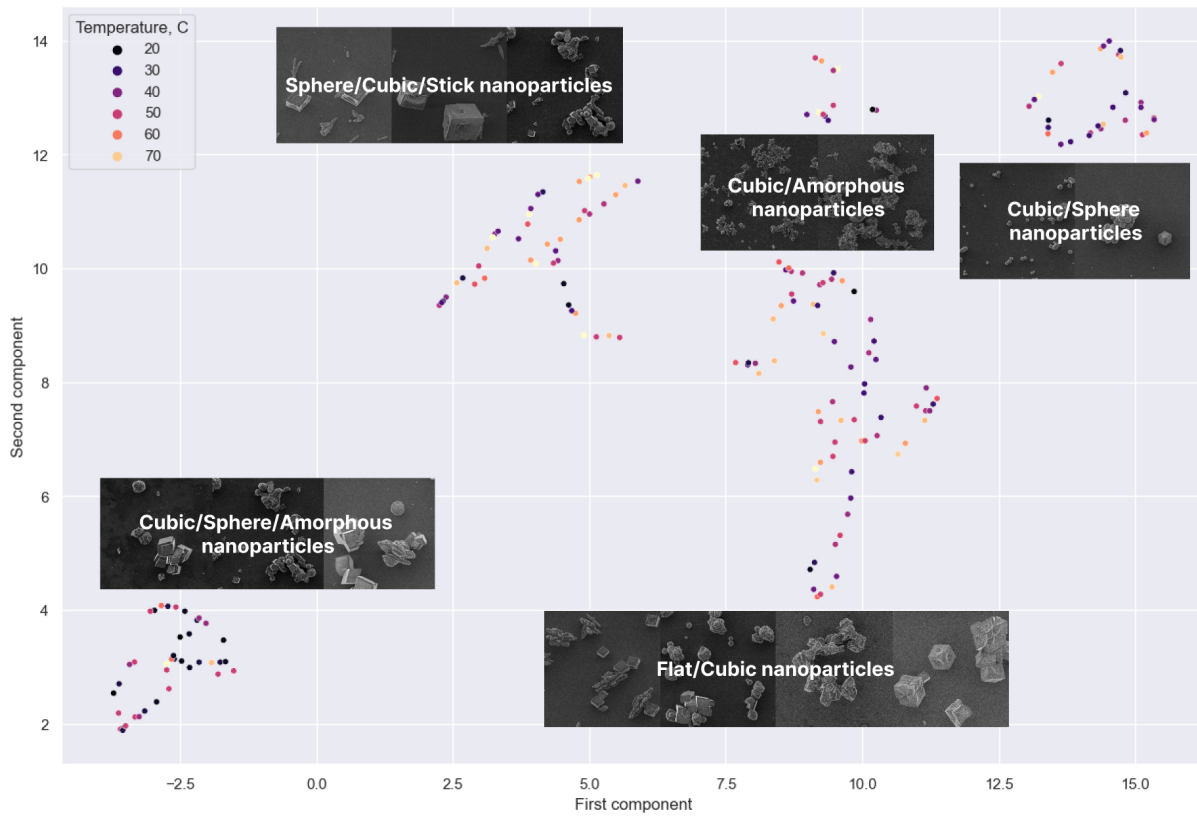 Temperature, C
20
30
40
50
60
70
Sphere/Cubic/Stick nanoparticles
Cubic/Amorphous
nanoparticles
Cubic/Sphere
nanoparticles
Cubic/Sphere/Amorphous
nanoparticles
Flat/Cubic nanoparticles
Second component
14
12
10
8
6
4
2
−2.5
0.0
2.5
5.0
7.5
10.0
12.5
15.0
First component